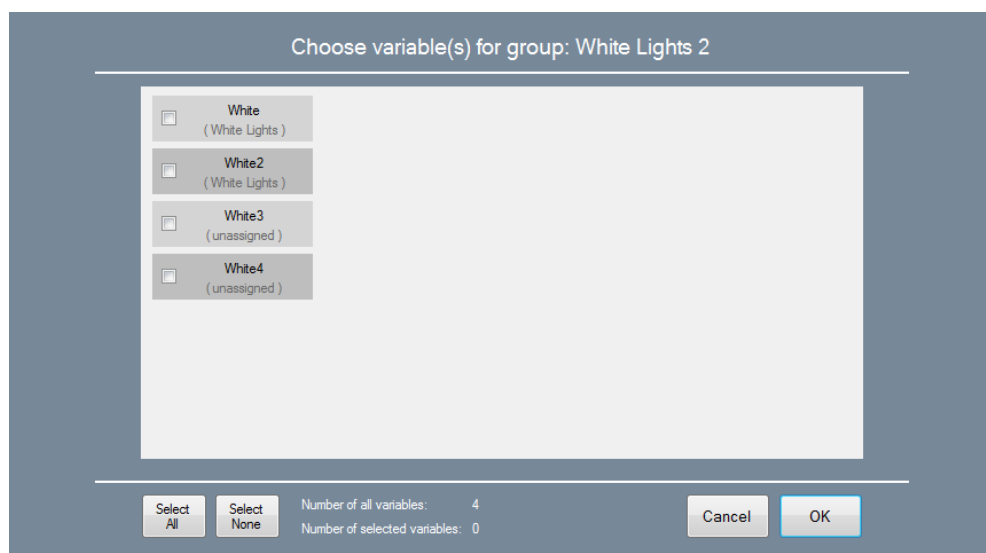 Choose variable(s) for group: White Lights 2
White
( White Lights )
White2
( White Lights )
White3
( unassigned )
White4
( unassigned )
Select All
Select None
Number of all variables: 4
Number of selected variables: 0
Cancel
OK